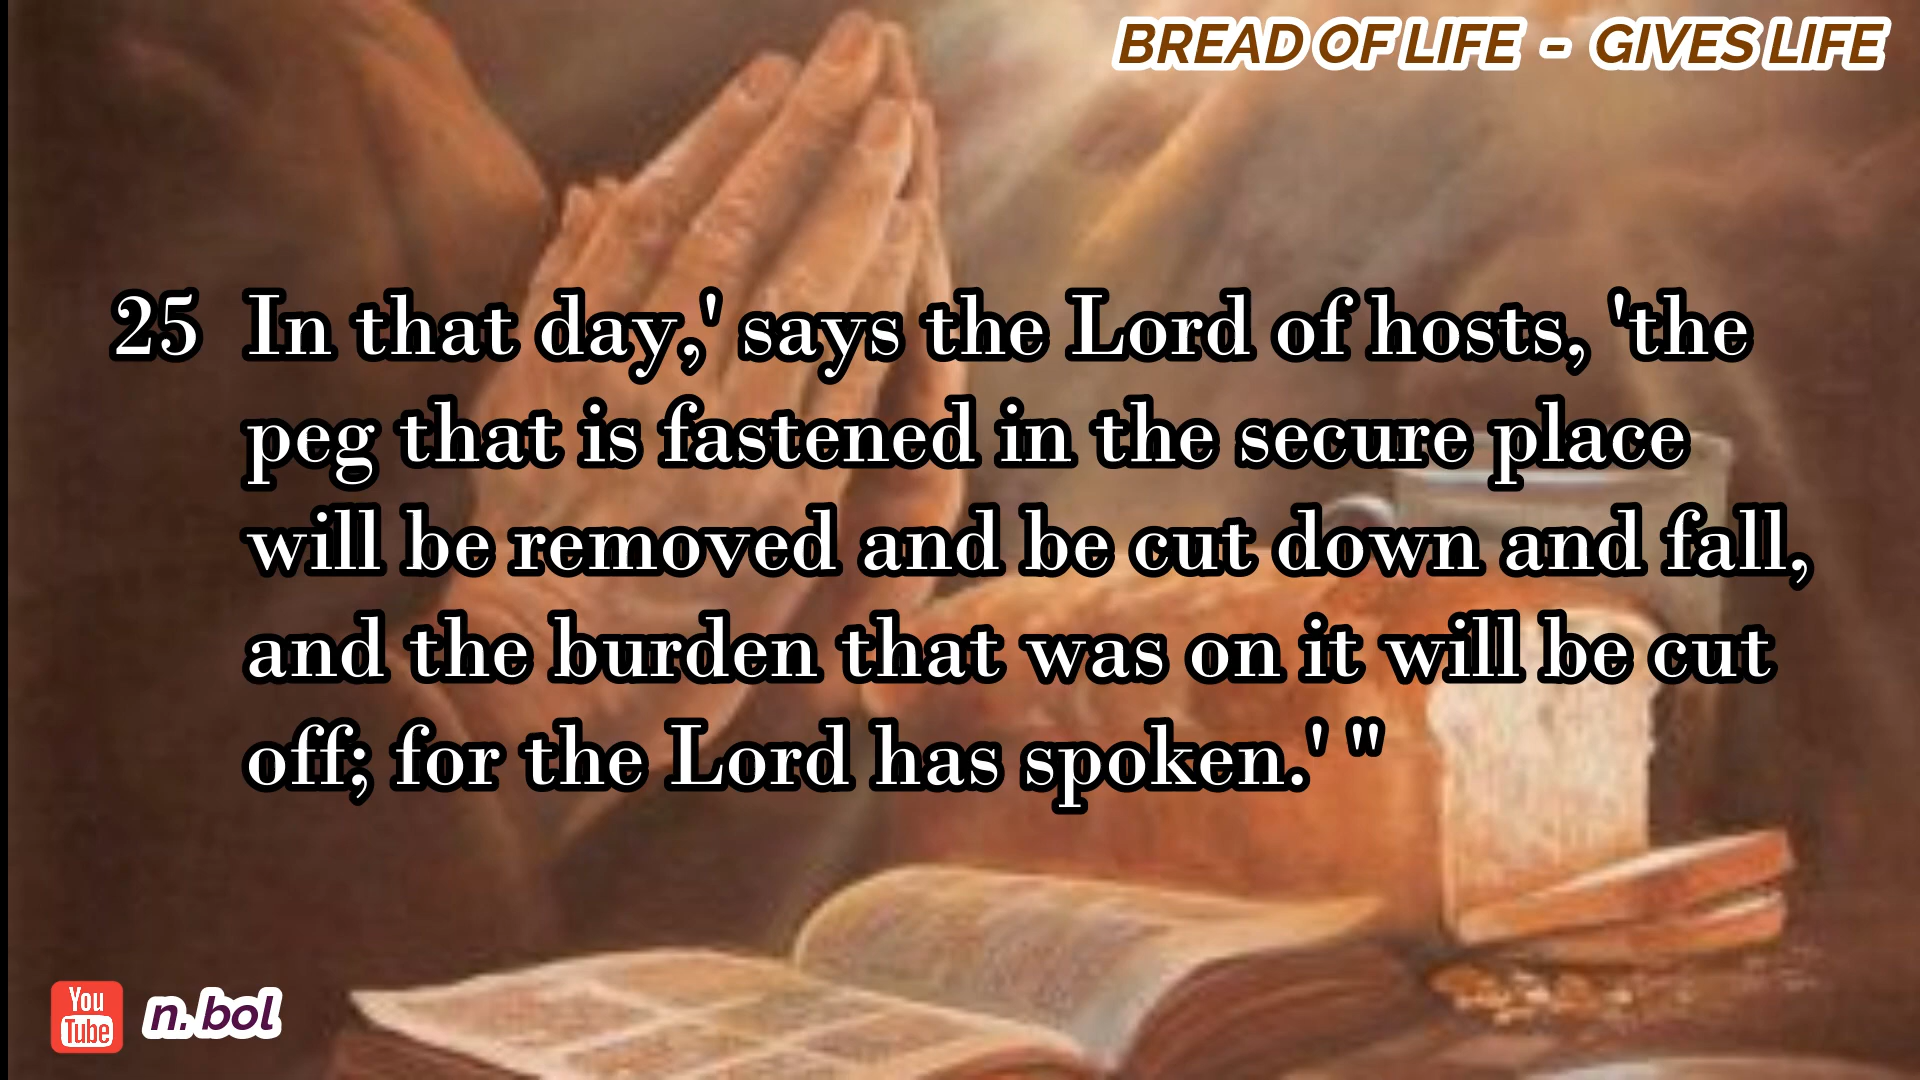 BREAD OF LIFE - GIVES LIFE
25 In that day,' says the Lord of hosts, 'the
peg that is fastened in the secure place
will be removed and be cut down and fall,
and the burden that was on it will be cut
off; for the Lord has spoken.' "
You
Tube
n. bol